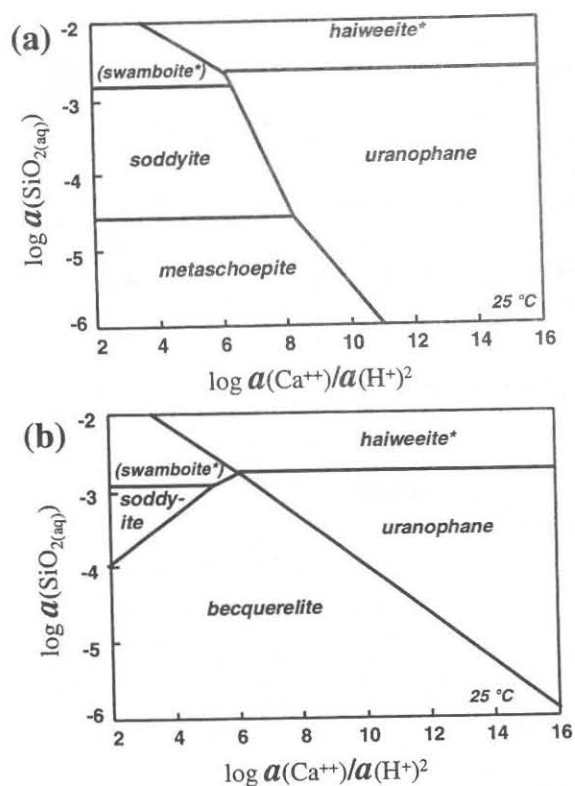 (a)
-2
haiweeite*
(swamboite*)
-3
soddyite
uranophane
log a(SiO2(aq))
-4
-5
metaschoepite
-6
25 °C
2 4 6 8 10 12 14 16
log a(Ca++)/a(H+)2
(b)
-2
haiweeite*
(swamboite*)
-3
soddy-
ite
uranophane
log a(SiO2(aq))
-4
becquerelite
-5
-6
25 °C
2 4 6 8 10 12 14 16
log a(Ca++)/a(H+)2